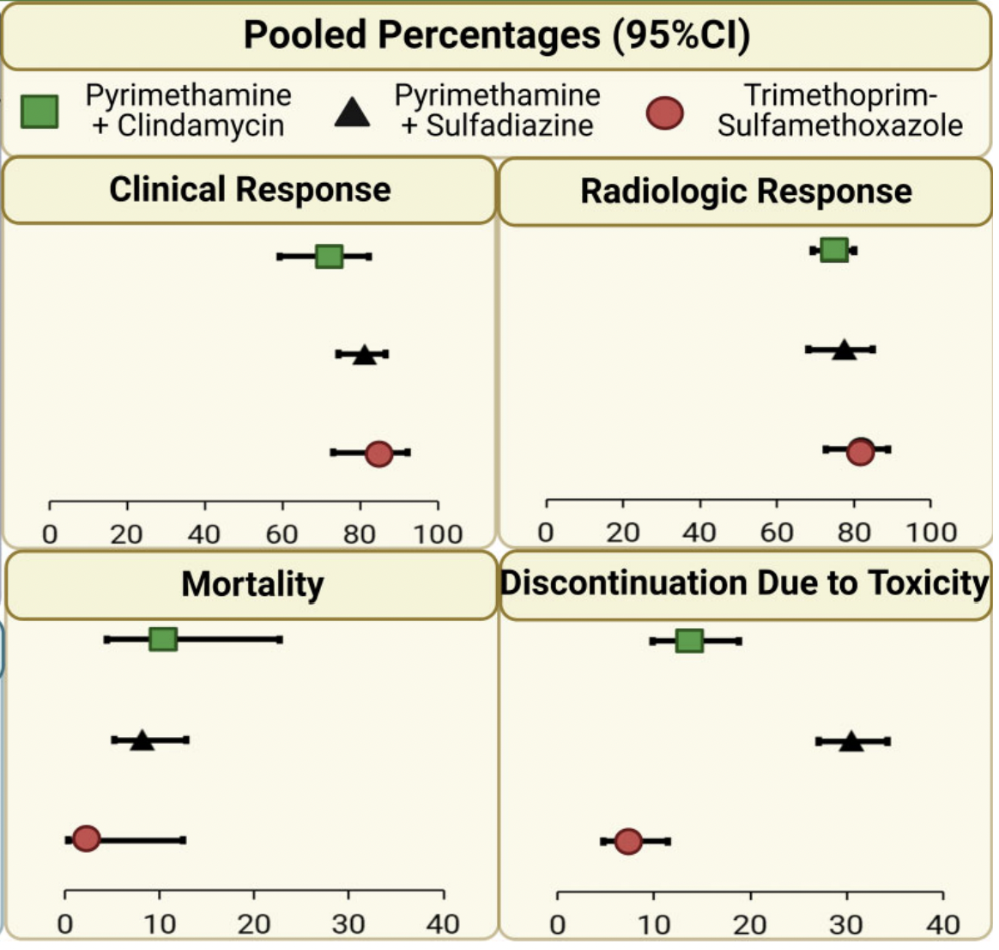 Pooled Percentages (95%CI)
Pyrimethamine
+ Clindamycin
Pyrimethamine
+ Sulfadiazine
Trimethoprim-
Sulfamethoxazole
Clinical Response
0 20 40 60 80 100
Radiologic Response
0 20 40 60 80 100
Mortality
0 10 20 30 40
Discontinuation Due to Toxicity
0 10 20 30 40